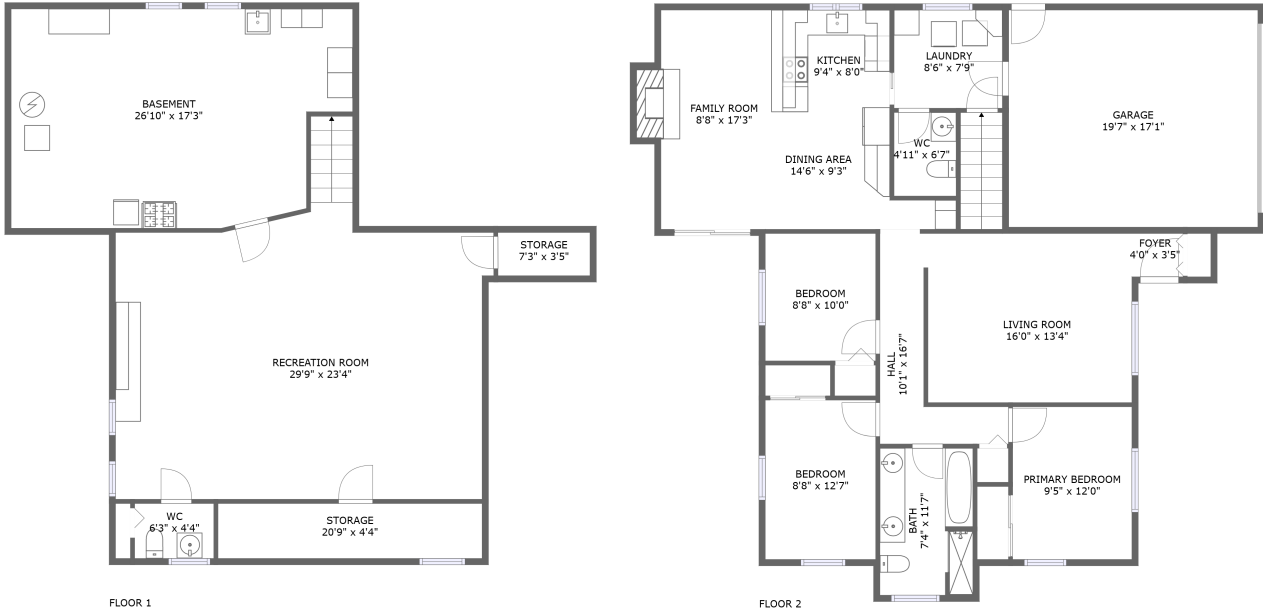 BASEMENT
26'10" x 17'3"
STORAGE
7'3" x 3'5"
RECREATION ROOM
29'9" x 23'4"
WC
6'3" x 4'4"
STORAGE
20'9" x 4'4"
FLOOR 1
KITCHEN
9'4" x 8'0"
LAUNDRY
8'6" x 7'9"
FAMILY ROOM
8'8" x 17'3"
GARAGE
19'7" x 17'1"
WC
4'11" x 6'7"
DINING AREA
14'6" x 9'3"
FOYER
4'0" x 3'5"
BEDROOM
8'8" x 10'0"
LIVING ROOM
16'0" x 13'4"
HALL
10'1" x 16'7"
BEDROOM
8'8" x 12'7"
PRIMARY BEDROOM
9'5" x 12'0"
BATH
7'4" x 11'7"
FLOOR 2